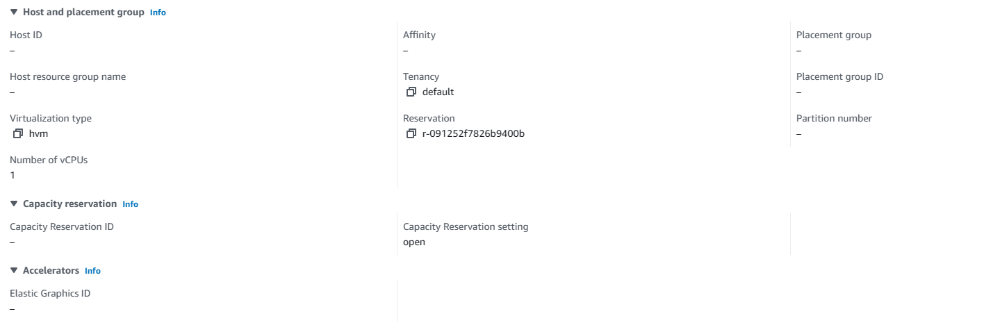 Host and placement group Info
Host ID
–
Affinity
–
Placement group
–
Host resource group name
–
Tenancy
default
Placement group ID
–
Virtualization type
hvm
Reservation
r-091252f7826b9400b
Partition number
–
Number of vCPUs
1
Capacity reservation Info
Capacity Reservation ID
–
Capacity Reservation setting
open
Accelerators Info
Elastic Graphics ID
–